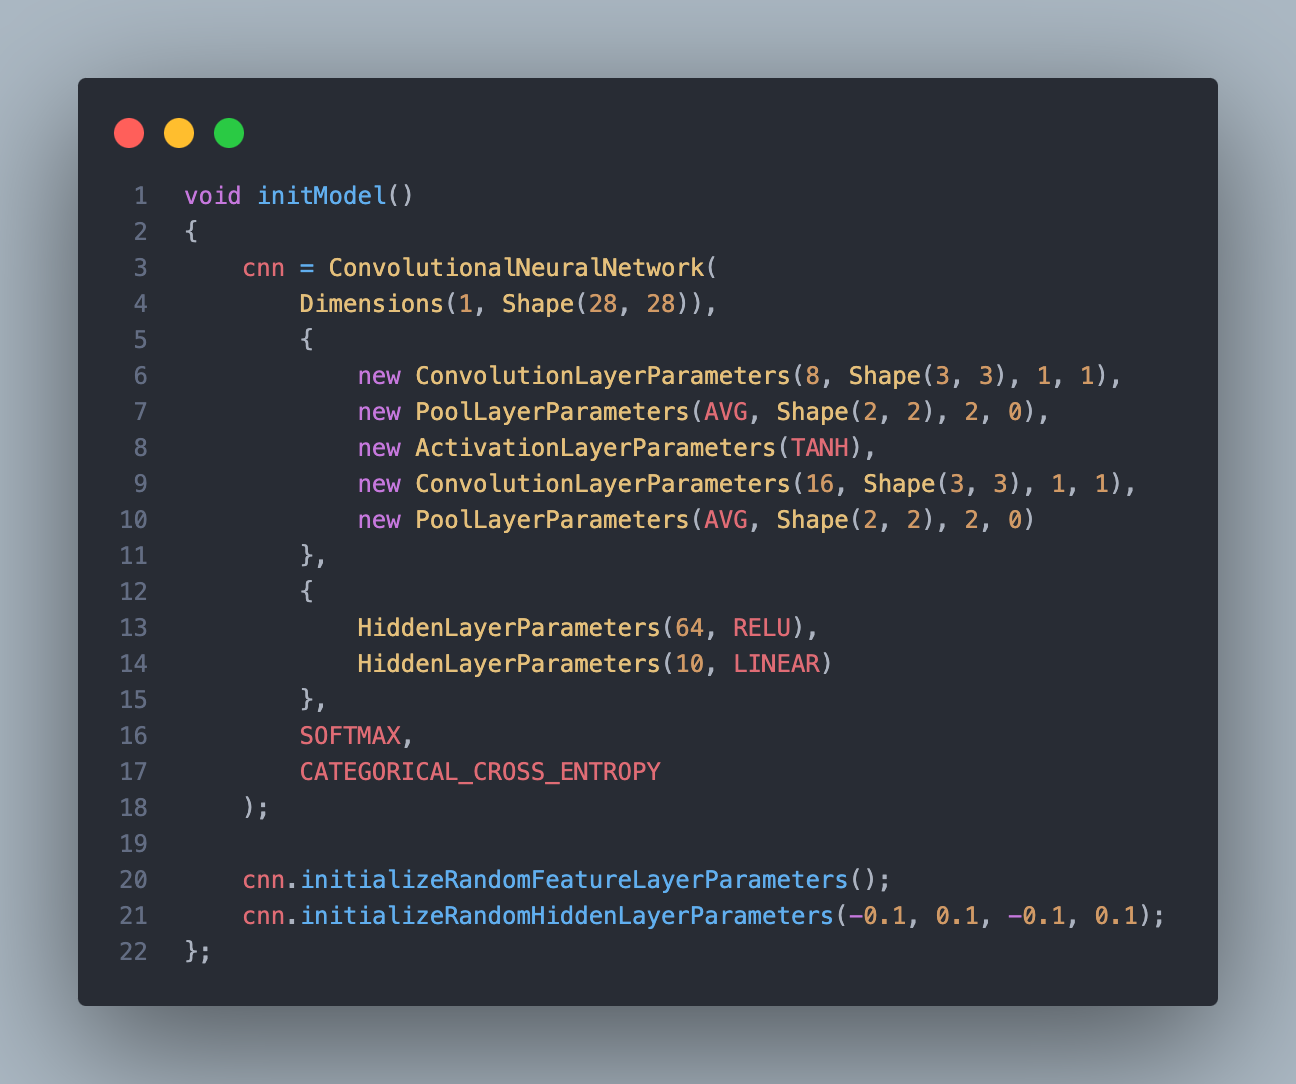 1 void initModel()
2 {
3     cnn = ConvolutionalNeuralNetwork(
4         Dimensions(1, Shape(28, 28)),
5         {
6             new ConvolutionLayerParameters(8, Shape(3, 3), 1, 1),
7             new PoolLayerParameters(AVG, Shape(2, 2), 2, 0),
8             new ActivationLayerParameters(TANH),
9             new ConvolutionLayerParameters(16, Shape(3, 3), 1, 1),
10             new PoolLayerParameters(AVG, Shape(2, 2), 2, 0)
11         },
12         {
13             HiddenLayerParameters(64, RELU),
14             HiddenLayerParameters(10, LINEAR)
15         },
16         SOFTMAX,
17         CATEGORICAL_CROSS_ENTROPY
18     );
19
20     cnn.initializeRandomFeatureLayerParameters();
21     cnn.initializeRandomHiddenLayerParameters(-0.1, 0.1, -0.1, 0.1);
22 };